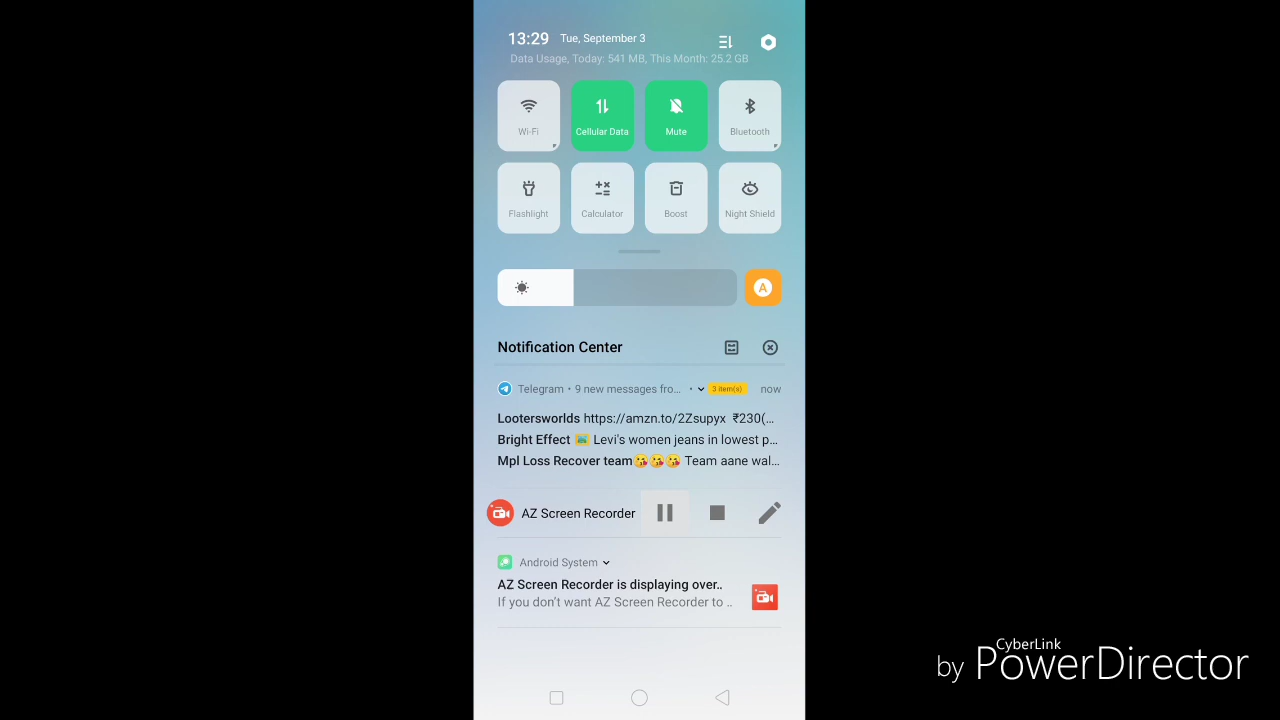 13:29 Tue, September 3
Data Usage, Today: 541 MB, This Month: 25.2 GB
Wi-Fi
Cellular Data
Mute
Bluetooth
Flashlight
Calculator
Boost
Night Shield
A
Notification Center
Telegram • 9 new messages fro... • 3 item(s) now
Lootersworlds https://amzn.to/2Zsupyx ₹230(...
Bright Effect 🏞️ Levi's women jeans in lowest p...
Mpl Loss Recover team😘😘😘 Team aane wal...
AZ Screen Recorder
Android System
AZ Screen Recorder is displaying over..
If you don't want AZ Screen Recorder to ..
CyberLink
by PowerDirector